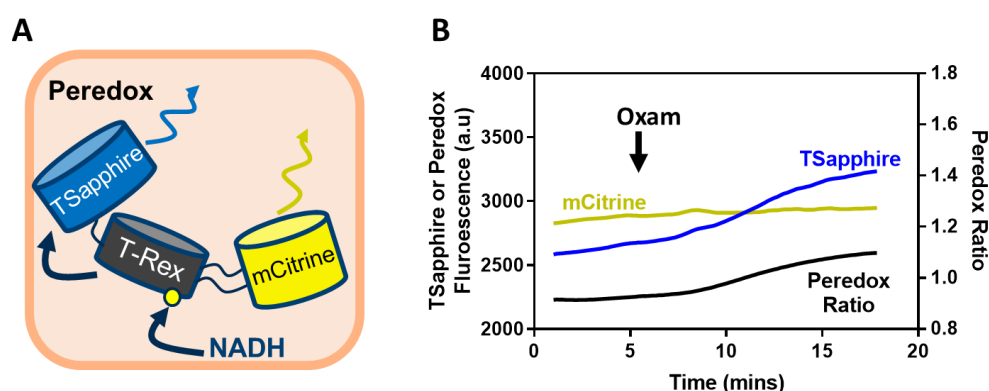 A
Peredox
TSapphire
T-Rex
mCitrine
NADH
B
TSapphire or Peredox
Fluroescence (a.u)
4000
3500
3000
2500
2000
Oxam
TSapphire
mCitrine
Peredox
Ratio
1.8
1.6
1.4
1.2
1.0
0.8
Peredox Ratio
0
5
10
15
20
Time (mins)